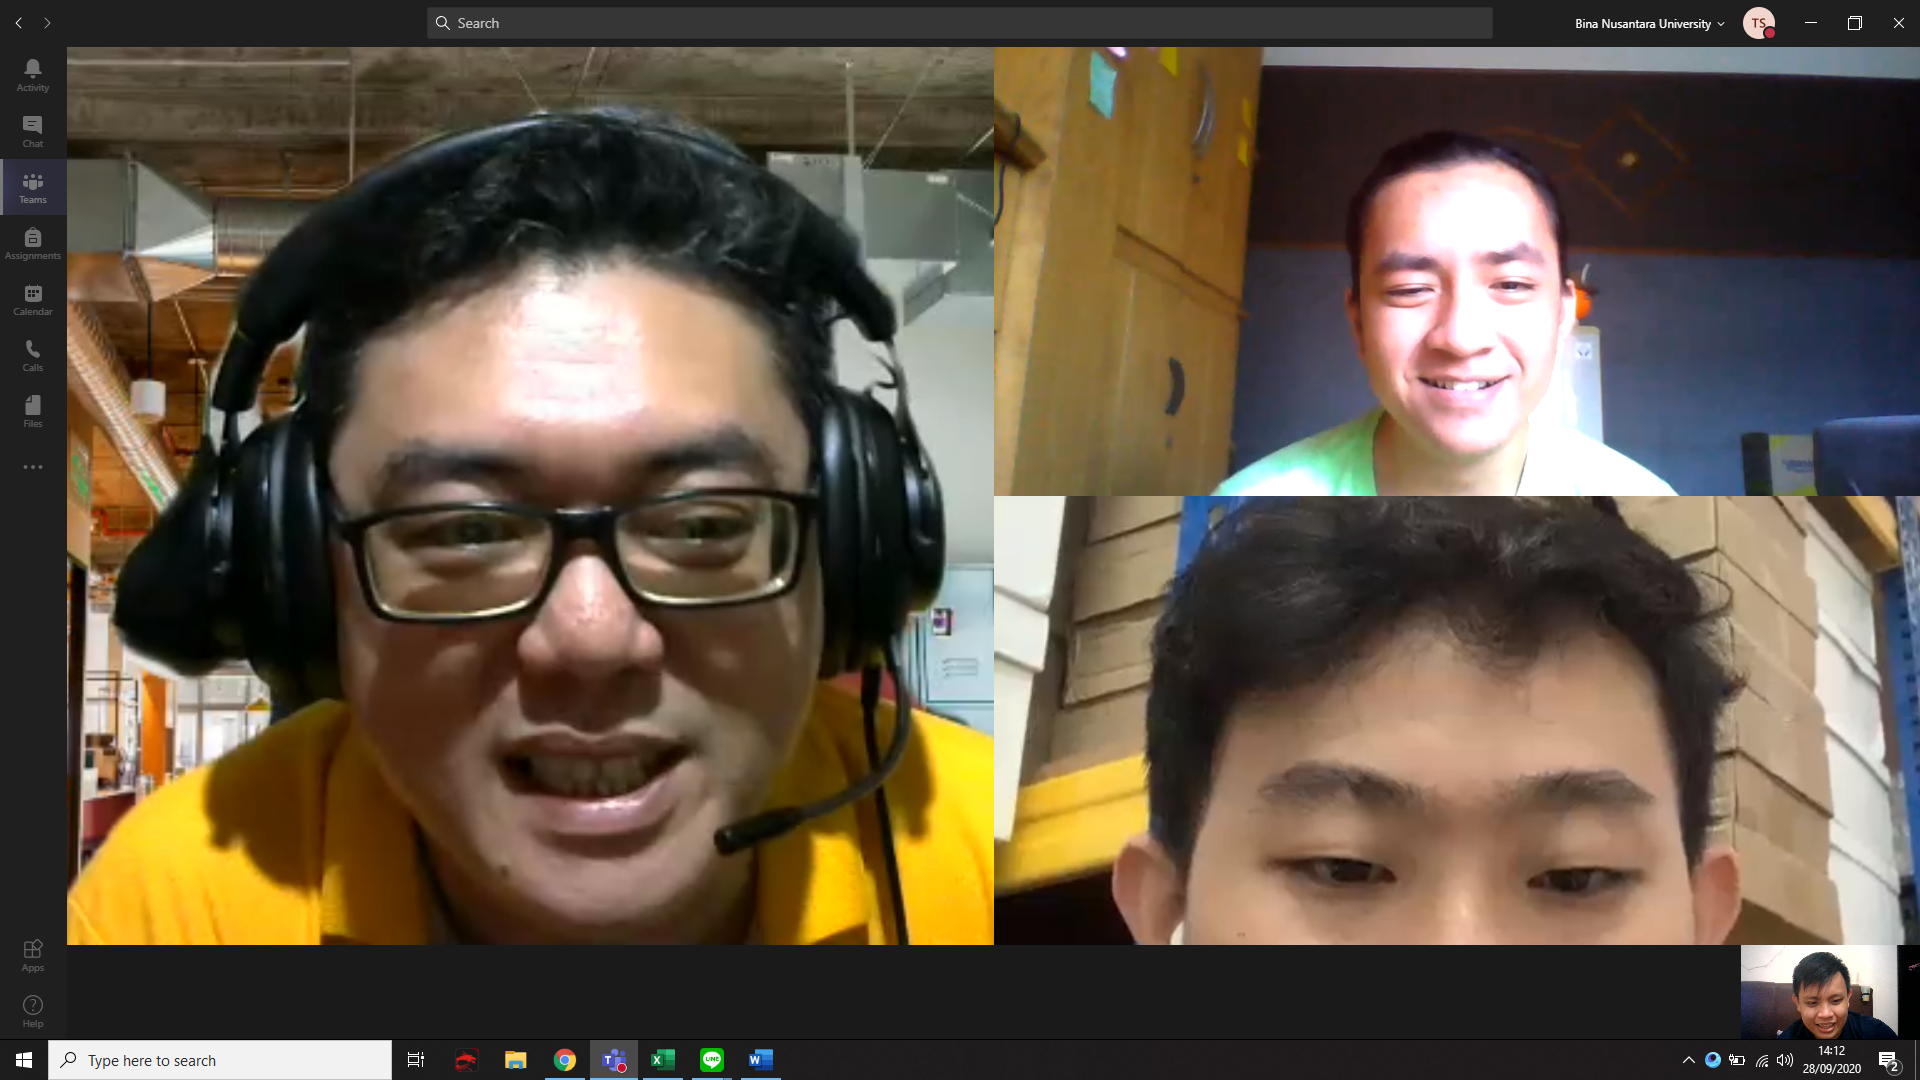 Search
Bina Nusantara University
TS
Activity
Chat
Teams
Assignments
Calendar
Calls
Files
Apps
Help
Type here to search
14:12
28/09/2020
2